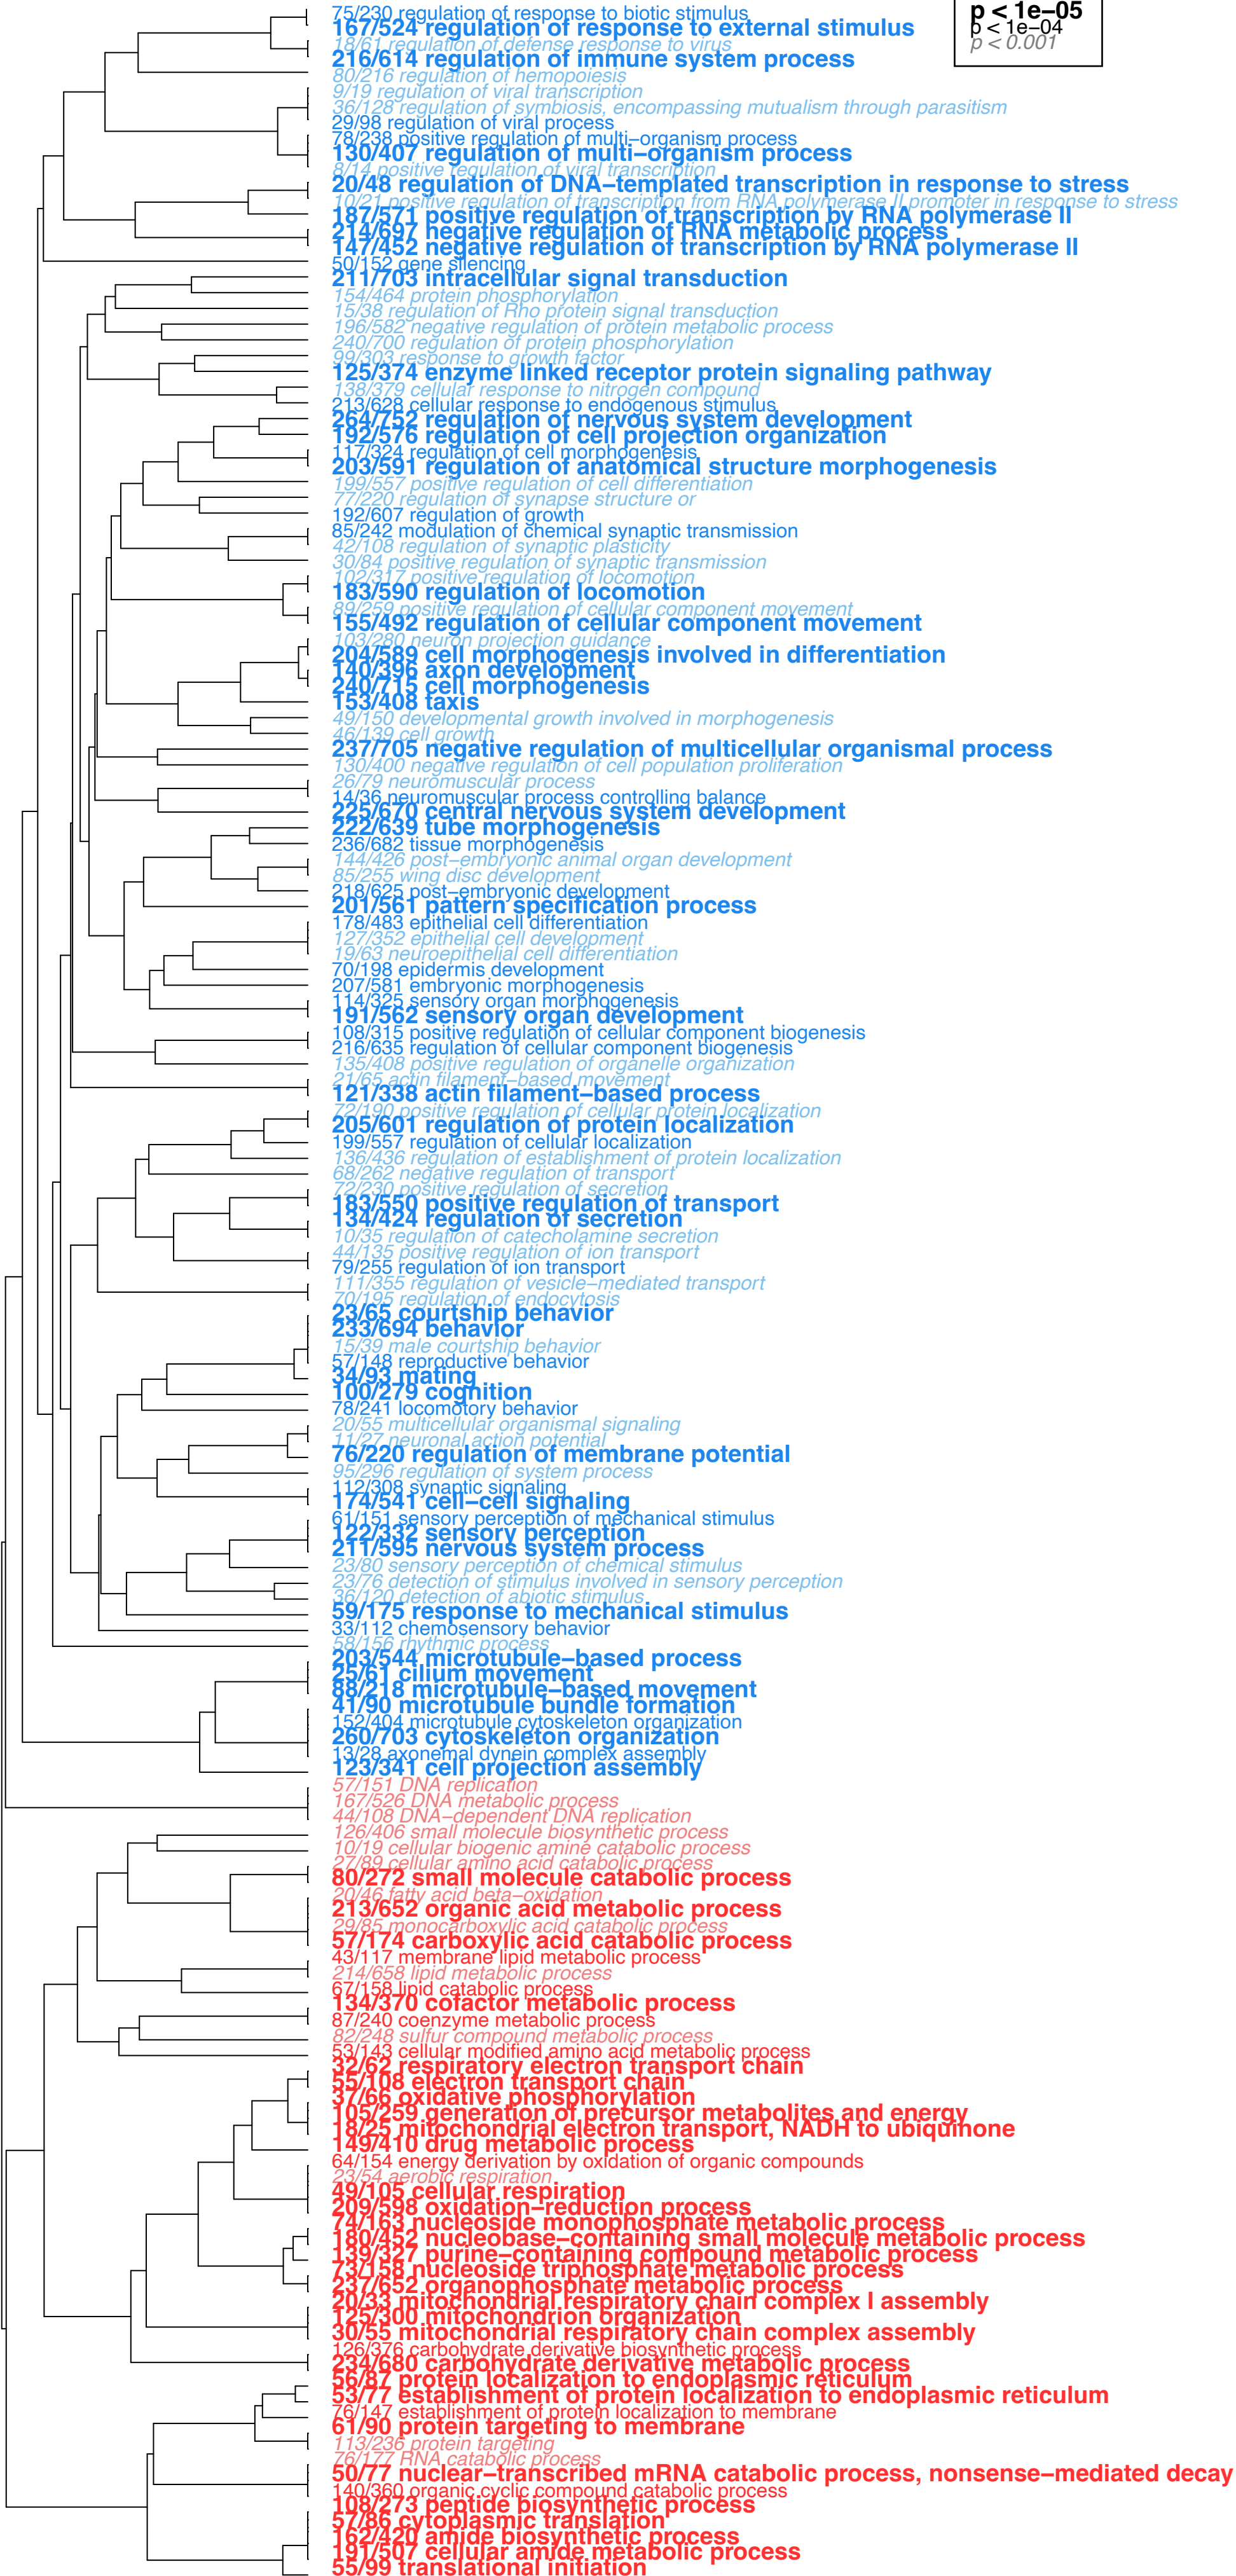 p < 1e−05
p < 1e−04
p < 0.001
75/230 regulation of response to biotic stimulus
167/524 regulation of response to external stimulus
18/61 regulation of defense response to virus
216/614 regulation of immune system process
80/216 regulation of hemopoiesis
9/19 regulation of viral transcription
36/128 regulation of symbiosis, encompassing mutualism through parasitism
29/98 regulation of viral process
78/238 positive regulation of multi−organism process
130/407 regulation of multi−organism process
8/14 positive regulation of viral transcription
20/48 regulation of DNA−templated transcription in response to stress
10/21 positive regulation of transcription from RNA polymerase II promoter in response to stress
187/571 positive regulation of transcription by RNA polymerase II
214/697 negative regulation of RNA metabolic process
147/452 negative regulation of transcription by RNA polymerase II
50/152 gene silencing
211/703 intracellular signal transduction
154/464 protein phosphorylation
15/38 regulation of Rho protein signal transduction
196/582 negative regulation of protein metabolic process
240/700 regulation of protein phosphorylation
99/303 response to growth factor
125/374 enzyme linked receptor protein signaling pathway
138/379 cellular response to nitrogen compound
213/628 cellular response to endogenous stimulus
264/752 regulation of nervous system development
192/576 regulation of cell projection organization
117/324 regulation of cell morphogenesis
203/591 regulation of anatomical structure morphogenesis
199/557 positive regulation of cell differentiation
77/220 regulation of synapse structure or
192/607 regulation of growth
85/242 modulation of chemical synaptic transmission
42/108 regulation of synaptic plasticity
30/84 positive regulation of synaptic transmission
102/317 positive regulation of locomotion
183/590 regulation of locomotion
89/259 positive regulation of cellular component movement
155/492 regulation of cellular component movement
103/280 neuron projection guidance
204/589 cell morphogenesis involved in differentiation
140/396 axon development
240/715 cell morphogenesis
153/408 taxis
49/150 developmental growth involved in morphogenesis
46/139 cell growth
237/705 negative regulation of multicellular organismal process
130/400 negative regulation of cell population proliferation
26/79 neuromuscular process
14/36 neuromuscular process controlling balance
225/670 central nervous system development
222/639 tube morphogenesis
236/682 tissue morphogenesis
144/426 post−embryonic animal organ development
85/255 wing disc development
218/625 post−embryonic development
201/561 pattern specification process
178/483 epithelial cell differentiation
127/352 epithelial cell development
19/63 neuroepithelial cell differentiation
70/198 epidermis development
207/581 embryonic morphogenesis
114/325 sensory organ morphogenesis
191/562 sensory organ development
108/315 positive regulation of cellular component biogenesis
216/635 regulation of cellular component biogenesis
135/408 positive regulation of organelle organization
21/65 actin filament−based movement
121/338 actin filament−based process
72/190 positive regulation of cellular protein localization
205/601 regulation of protein localization
199/557 regulation of cellular localization
136/436 regulation of establishment of protein localization
68/262 negative regulation of transport
72/230 positive regulation of secretion
183/550 positive regulation of transport
134/424 regulation of secretion
10/35 regulation of catecholamine secretion
44/135 positive regulation of ion transport
79/255 regulation of ion transport
111/355 regulation of vesicle−mediated transport
70/195 regulation of endocytosis
23/65 courtship behavior
233/694 behavior
15/39 male courtship behavior
57/148 reproductive behavior
34/93 mating
100/279 cognition
78/241 locomotory behavior
20/55 multicellular organismal signaling
11/27 neuronal action potential
76/220 regulation of membrane potential
95/296 regulation of system process
112/308 synaptic signaling
174/541 cell−cell signaling
61/151 sensory perception of mechanical stimulus
122/332 sensory perception
211/595 nervous system process
23/80 sensory perception of chemical stimulus
23/76 detection of stimulus involved in sensory perception
36/120 detection of abiotic stimulus
59/175 response to mechanical stimulus
33/112 chemosensory behavior
58/156 rhythmic process
203/544 microtubule−based process
25/61 cilium movement
88/218 microtubule−based movement
41/90 microtubule bundle formation
152/404 microtubule cytoskeleton organization
260/703 cytoskeleton organization
13/28 axonemal dynein complex assembly
123/341 cell projection assembly
57/151 DNA replication
167/526 DNA metabolic process
44/108 DNA−dependent DNA replication
126/406 small molecule biosynthetic process
10/19 cellular biogenic amine catabolic process
27/89 cellular amino acid catabolic process
80/272 small molecule catabolic process
20/46 fatty acid beta−oxidation
213/652 organic acid metabolic process
29/85 monocarboxylic acid catabolic process
57/174 carboxylic acid catabolic process
43/117 membrane lipid metabolic process
214/658 lipid metabolic process
67/158 lipid catabolic process
134/370 cofactor metabolic process
87/240 coenzyme metabolic process
82/248 sulfur compound metabolic process
53/143 cellular modified amino acid metabolic process
32/62 respiratory electron transport chain
55/108 electron transport chain
37/66 oxidative phosphorylation
105/259 generation of precursor metabolites and energy
18/25 mitochondrial electron transport, NADH to ubiquinone
149/410 drug metabolic process
64/154 energy derivation by oxidation of organic compounds
23/54 aerobic respiration
49/105 cellular respiration
209/598 oxidation−reduction process
74/163 nucleoside monophosphate metabolic process
180/452 nucleobase−containing small molecule metabolic process
139/327 purine−containing compound metabolic process
73/158 nucleoside triphosphate metabolic process
237/652 organophosphate metabolic process
20/33 mitochondrial respiratory chain complex I assembly
125/300 mitochondrion organization
30/55 mitochondrial respiratory chain complex assembly
126/376 carbohydrate derivative biosynthetic process
234/680 carbohydrate derivative metabolic process
56/87 protein localization to endoplasmic reticulum
53/77 establishment of protein localization to endoplasmic reticulum
76/147 establishment of protein localization to membrane
61/90 protein targeting to membrane
113/236 protein targeting
76/177 RNA catabolic process
50/77 nuclear−transcribed mRNA catabolic process, nonsense−mediated decay
140/360 organic cyclic compound catabolic process
108/273 peptide biosynthetic process
57/86 cytoplasmic translation
162/420 amide biosynthetic process
191/507 cellular amide metabolic process
55/99 translational initiation